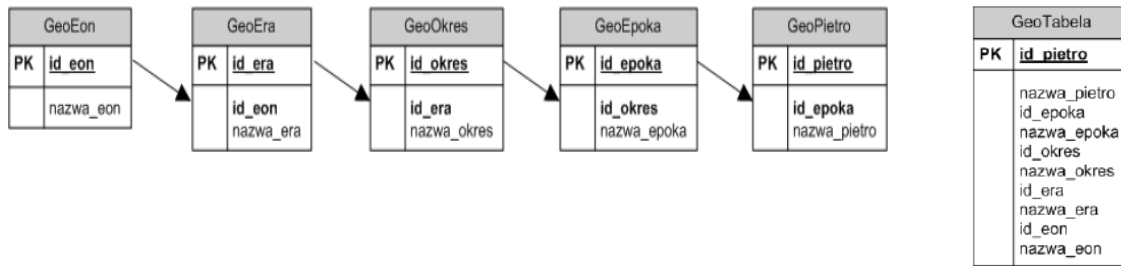 GeoEon
PK id_eon
nazwa_eon
GeoEra
PK id_era
id_eon
nazwa_era
GeoOkres
PK id_okres
id_era
nazwa_okres
GeoEpoka
PK id_epoka
id_okres
nazwa_epoka
GeoPietro
PK id_pietro
id_epoka
nazwa_pietro
GeoTabela
PK id_pietro
nazwa_pietro
id_epoka
nazwa_epoka
id_okres
nazwa_okres
id_era
nazwa_era
id_eon
nazwa_eon